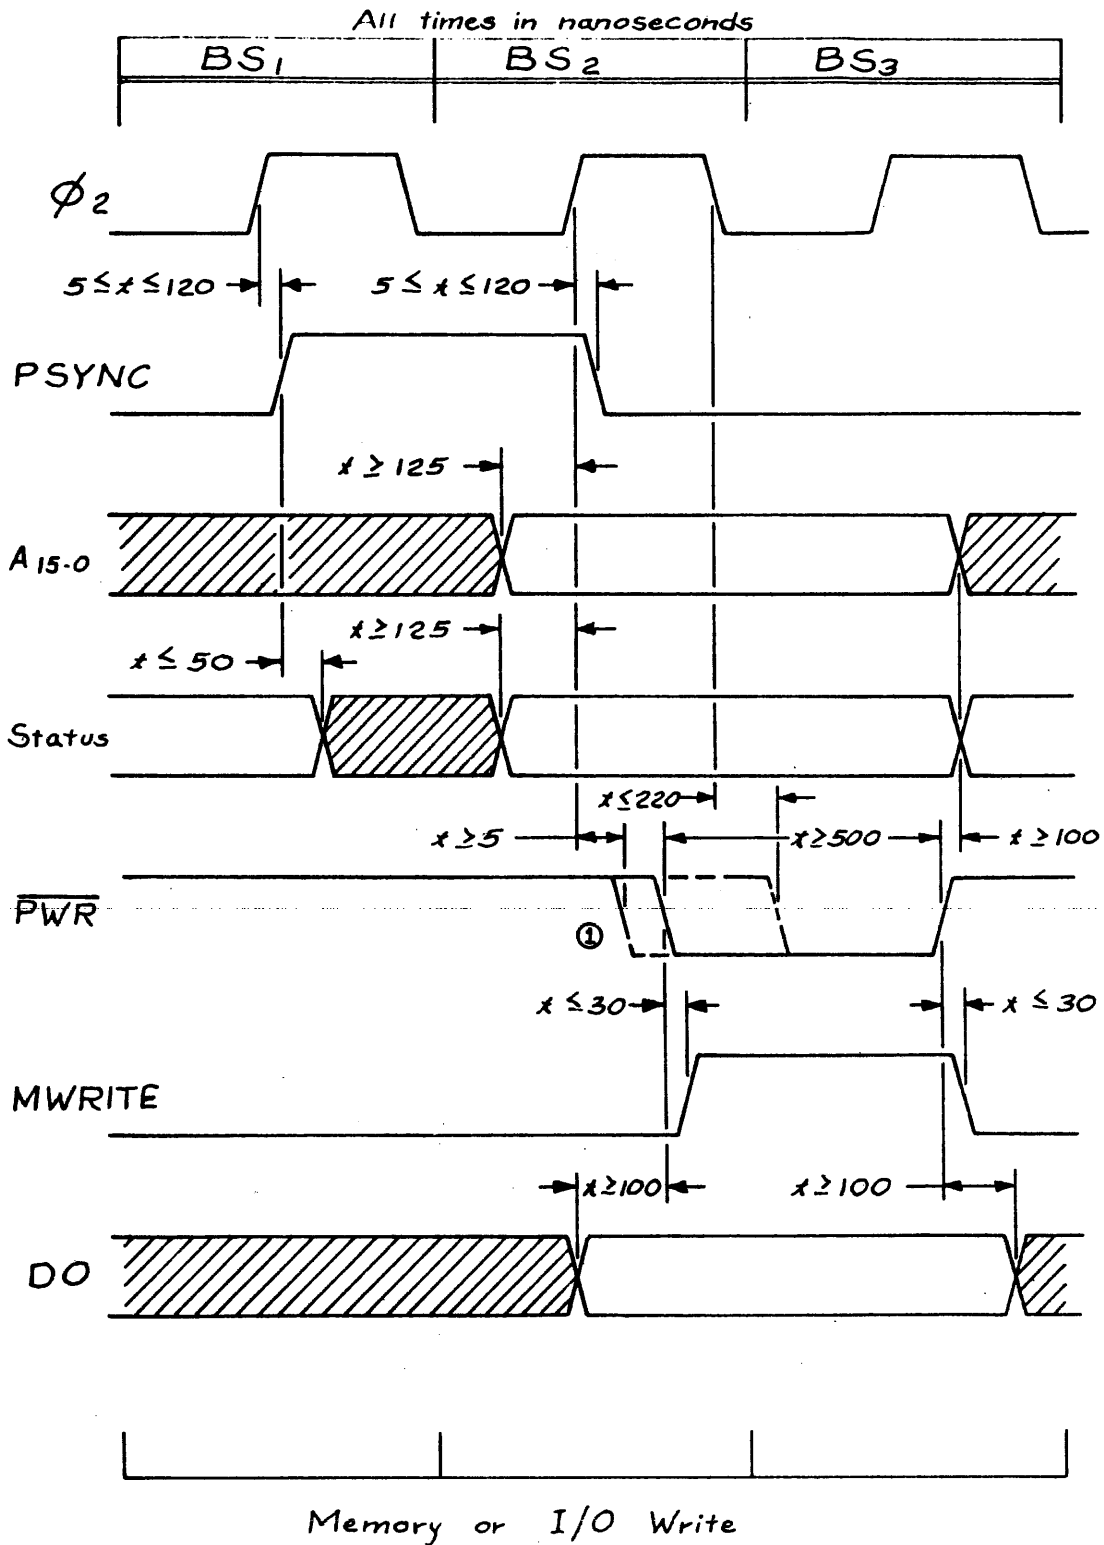 All times in nanoseconds
BS1 BS2 BS3
ϕ2
5 ≤ t ≤ 120 5 ≤ t ≤ 120
PSYNC
t ≥ 125
A15-0
t ≥ 125
t ≤ 50
Status
t ≤ 220
t ≥ 5 t ≥ 500 t ≥ 100
P̅W̅R̅
①
t ≤ 30 t ≤ 30
MWRITE
t ≥ 100 t ≥ 100
DO
Memory or I/O Write